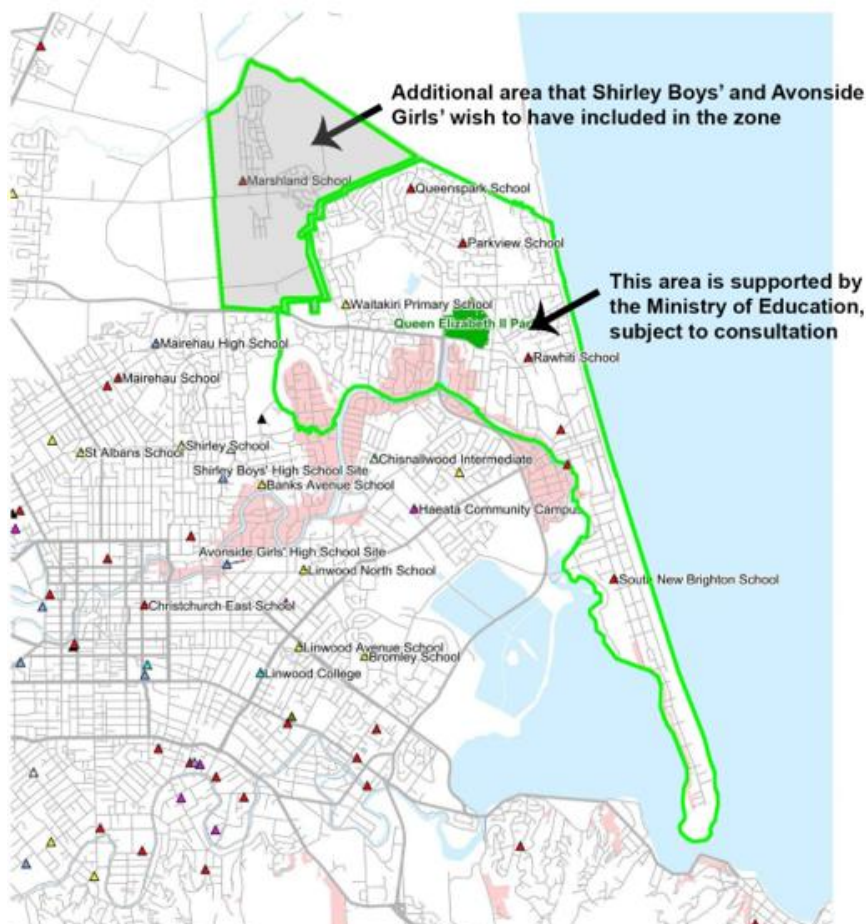 Additional area that Shirley Boys' and Avonside
Girls' wish to have included in the zone
Marshland School
Queenspark School
Parkview School
This area is supported by
the Ministry of Education,
subject to consultation
Waitakiri Primary School
Queen Elizabeth II Par
Mairehau High School
Rawhiti School
Mairehau School
St Albans School
Shirley School
Chisnallwood Intermediate
Shirley Boys' High School Site
Banks Avenue School
Haeata Community Campus
Avonside Girls' High School Site
Linwood North School
South New Brighton School
Christchurch East School
Linwood Avenue School
Bromley School
Linwood College